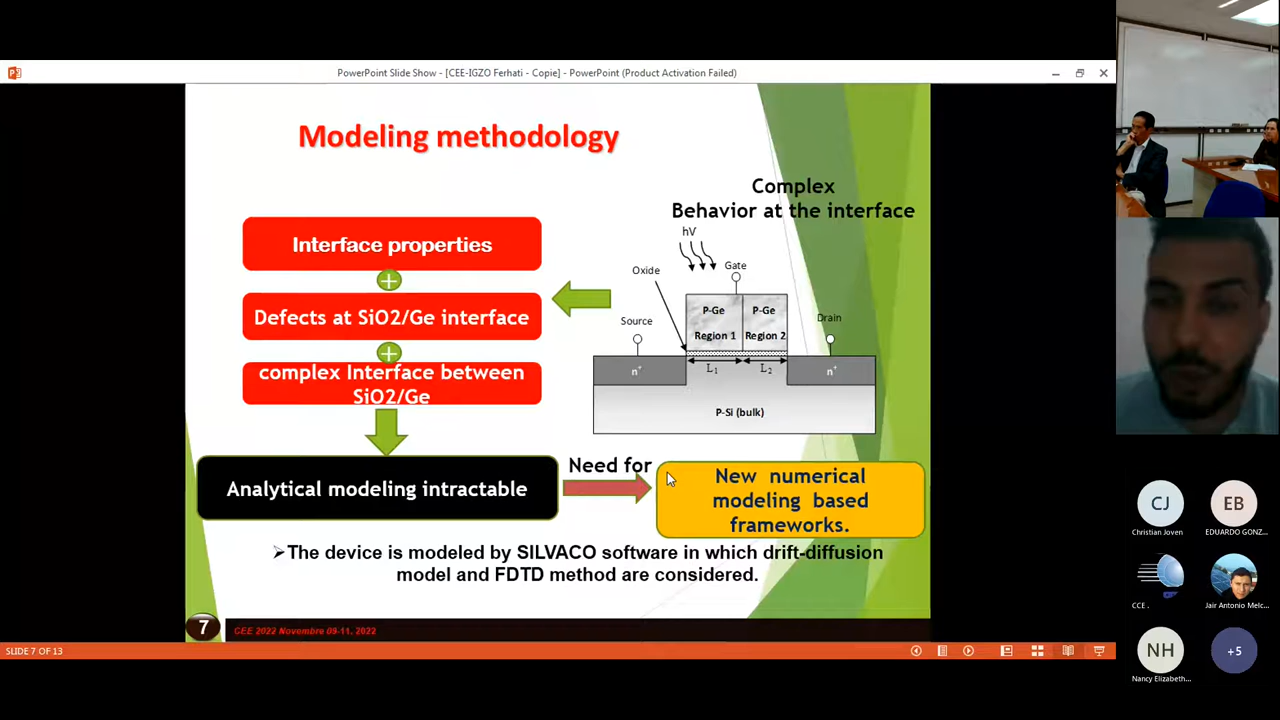 PowerPoint Slide Show - [CEE-IGZO Ferhati - Copie] - PowerPoint (Product Activation Failed)
Modeling methodology
Complex
Behavior at the interface
Interface properties
Defects at SiO2/Ge interface
complex Interface between
SiO2/Ge
hV
Gate
Oxide
Source
Drain
P-Ge
Region 1
P-Ge
Region 2
L1
L2
n+
n+
P-Si (bulk)
Analytical modeling intractable
Need for
New numerical
modeling based
frameworks.
➢The device is modeled by SILVACO software in which drift-diffusion
model and FDTD method are considered.
7
CEE 2022 Novembre 09-11, 2022
SLIDE 7 OF 13
CJ
Christian Joven
EB
EDUARDO GONZ...
CCE .
Jair Antonio Melc...
NH
Nancy Elizabeth...
+5